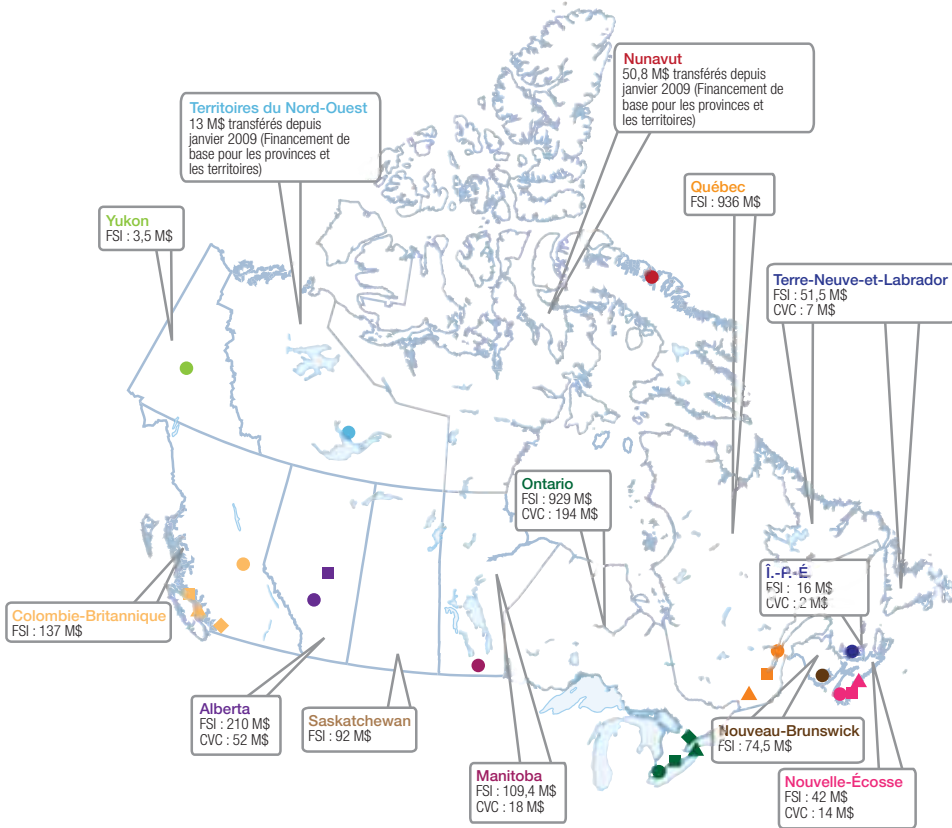 Nunavut
50,8 M$ transférés depuis
janvier 2009 (Financement de
base pour les provinces et
les territoires)
Territoires du Nord-Ouest
13 M$ transférés depuis
janvier 2009 (Financement de
base pour les provinces et
les territoires)
Québec
FSI : 936 M$
Yukon
FSI : 3,5 M$
Terre-Neuve-et-Labrador
FSI : 51,5 M$
CVC : 7 M$
Ontario
FSI : 929 M$
CVC : 194 M$
Î.-P.-É
FSI : 16 M$
CVC : 2 M$
Colombie-Britannique
FSI : 137 M$
Alberta
FSI : 210 M$
CVC : 52 M$
Saskatchewan
FSI : 92 M$
Nouveau-Brunswick
FSI : 74,5 M$
Manitoba
FSI : 109,4 M$
CVC : 18 M$
Nouvelle-Écosse
FSI : 42 M$
CVC : 14 M$